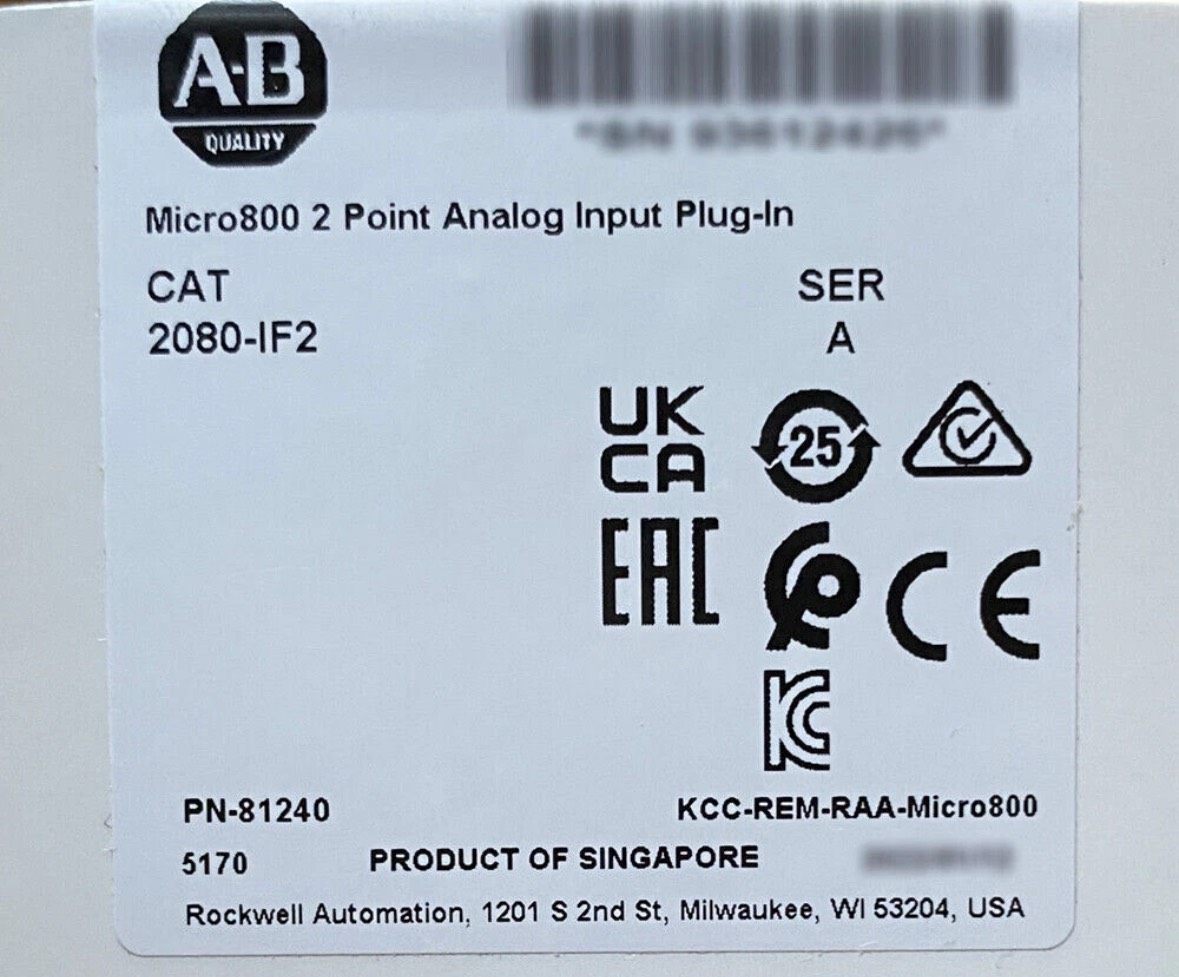 A-B
QUALITY
Micro800 2 Point Analog Input Plug-In
CAT
SER
2080-IF2
A
UK
CA
25
EAC
CE
KC
PN-81240
KCC-REM-RAA-Micro800
5170
PRODUCT OF SINGAPORE
Rockwell Automation, 1201 S 2nd St, Milwaukee, WI 53204, USA